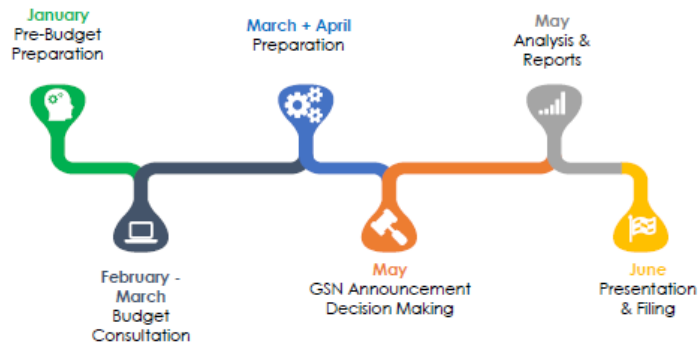 January
Pre-Budget
Preparation
February -
March
Budget
Consultation
March + April
Preparation
May
GSN Announcement
Decision Making
May
Analysis &
Reports
June
Presentation
& Filing